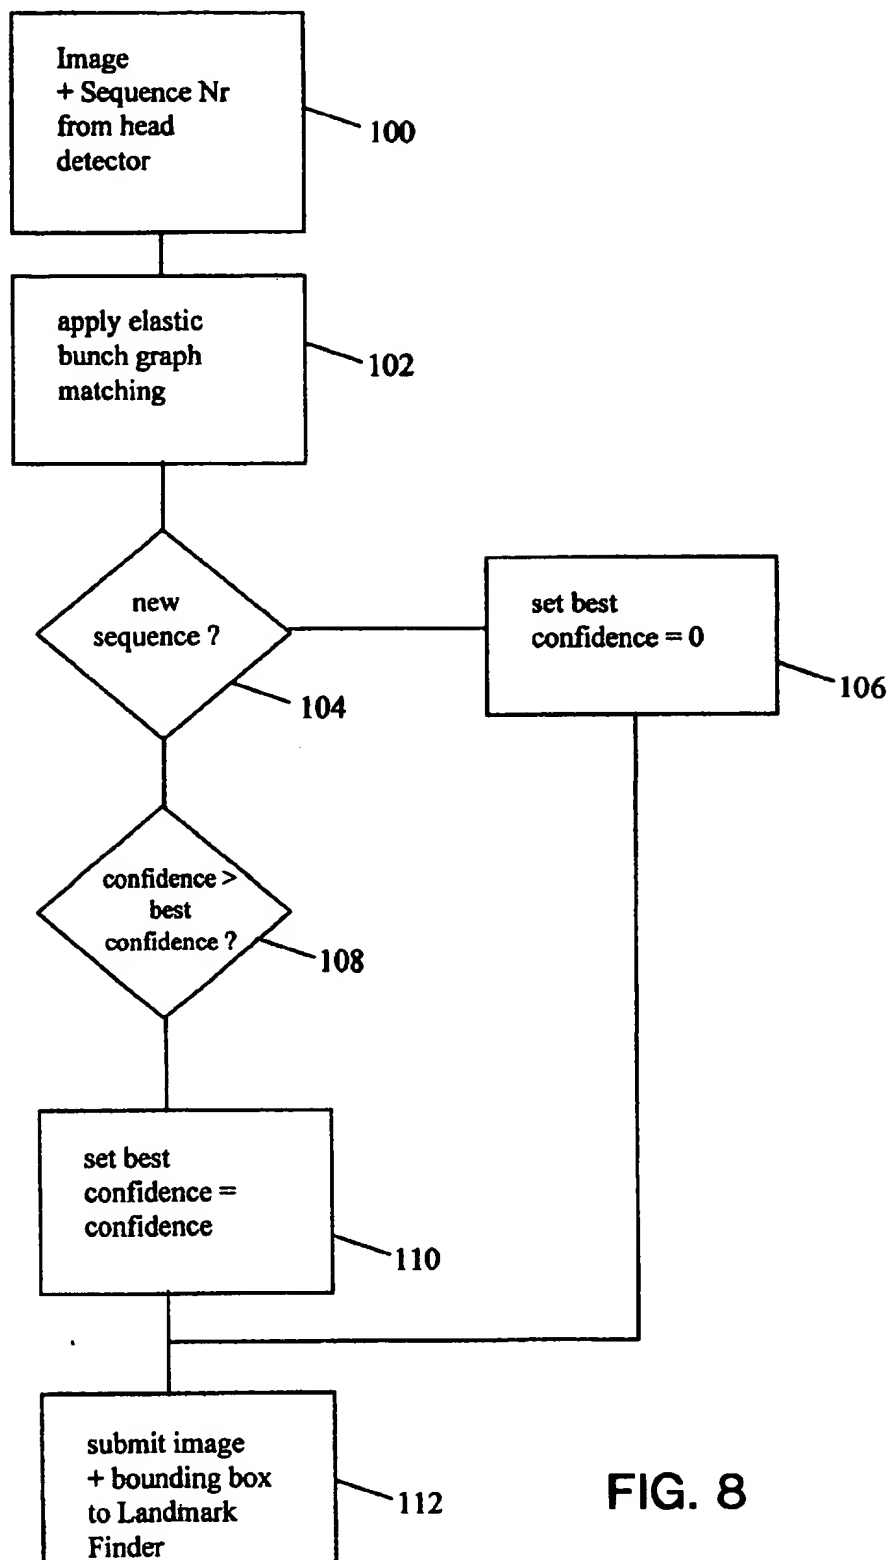 Image
+ Sequence Nr
from head
detector
100
apply elastic
bunch graph
matching
102
new
sequence ?
104
set best
confidence = 0
106
confidence >
best
confidence ?
108
set best
confidence =
confidence
110
submit image
+ bounding box
to Landmark
Finder
112
FIG. 8